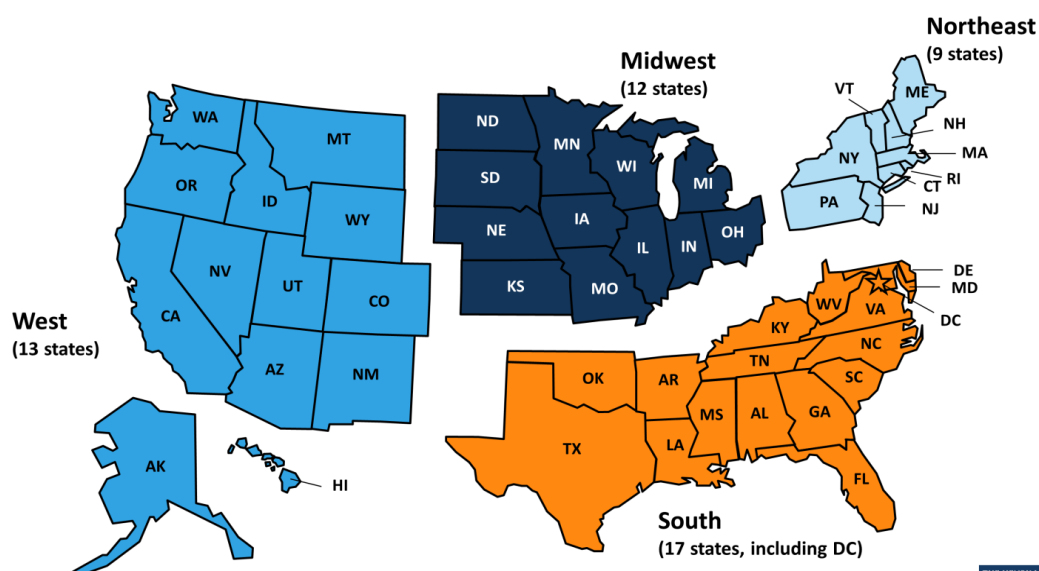 Northeast
(9 states)
Midwest
(12 states)
West
(13 states)
South
(17 states, including DC)
WA
MT
OR
ID
WY
NV
UT
CO
CA
AZ
NM
AK
HI
ND
MN
SD
WI
MI
NE
IA
IL
IN
OH
KS
MO
ME
VT
NH
NY
MA
RI
CT
PA
NJ
DE
MD
WV
VA
DC
KY
NC
TN
OK
AR
SC
MS
AL
GA
TX
LA
FL